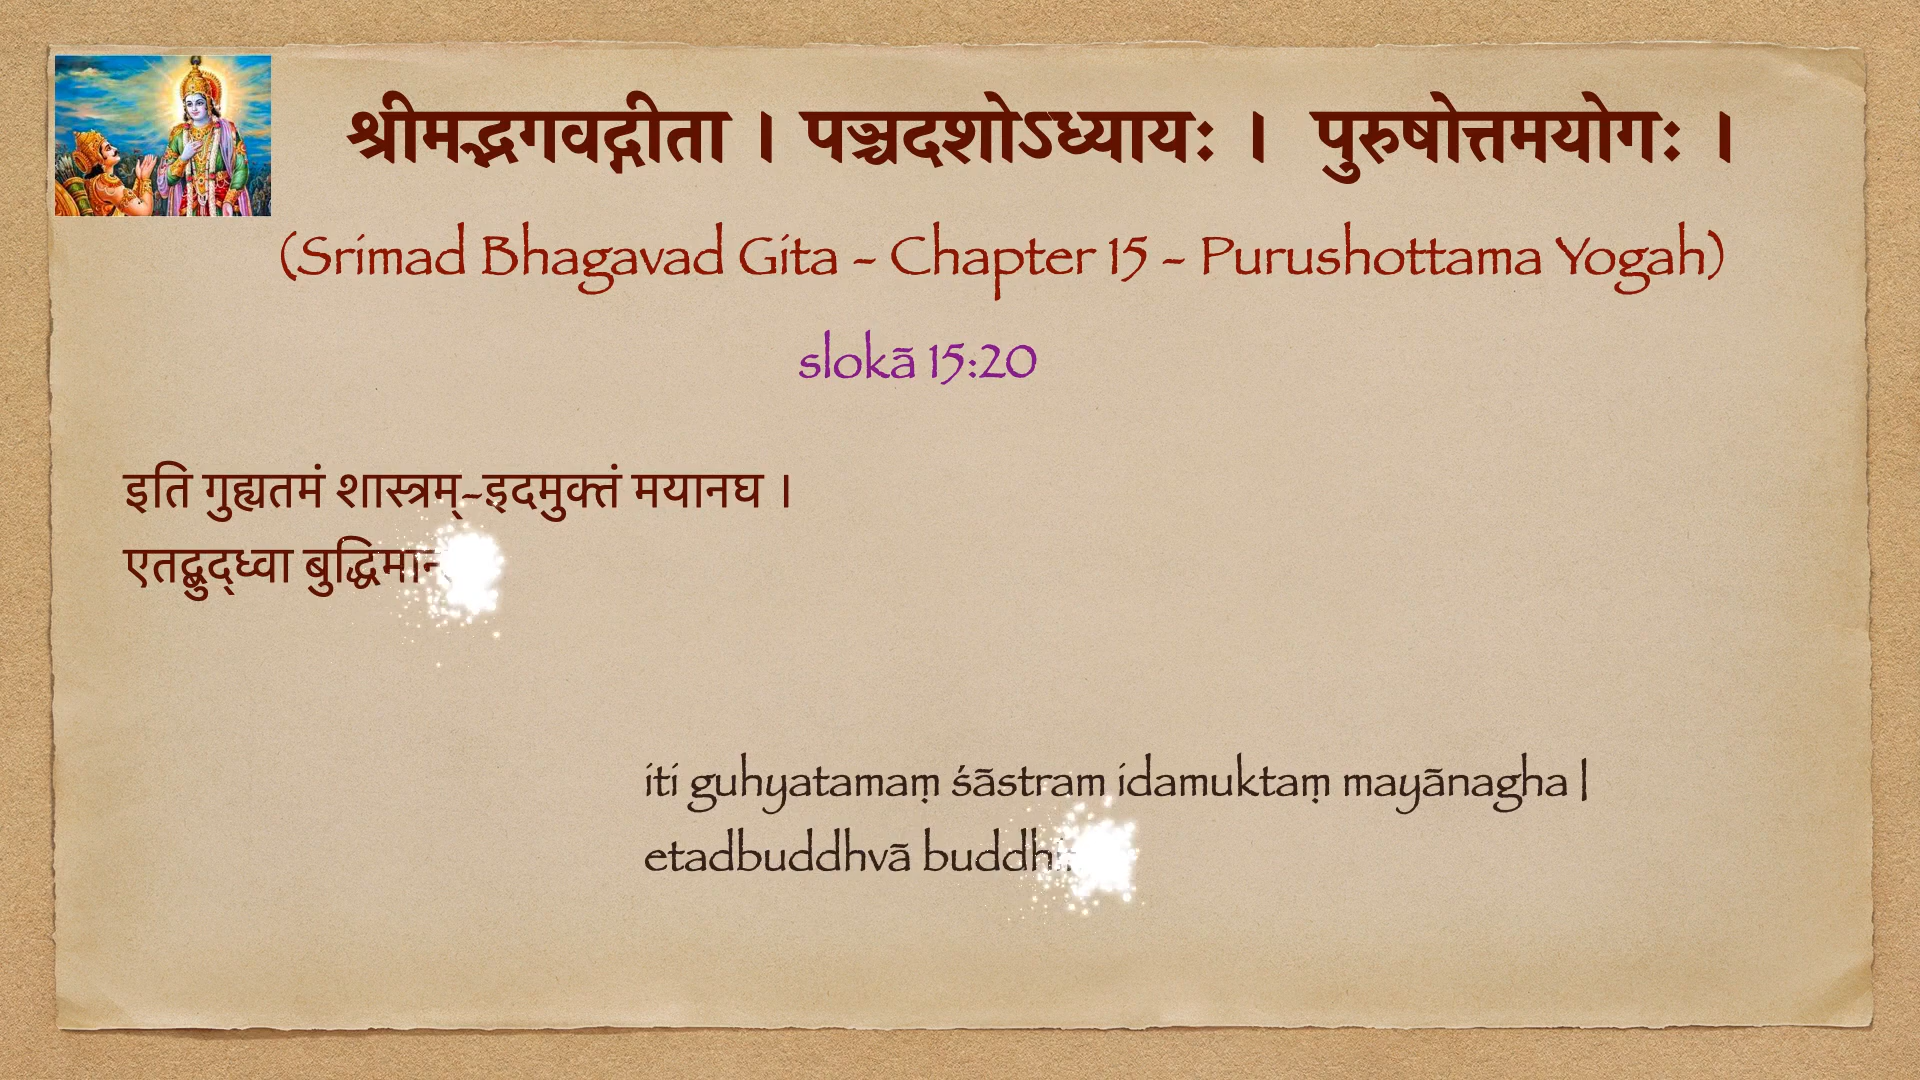 श्रीमद्भगवद्गीता । पञ्चदशोऽध्यायः । पुरुषोत्तमयोगः ।
(Srimad Bhagavad Gita - Chapter 15 - Purushottama Yogah)
slokā 15:20
इति गुह्यतमं शास्त्रम्-इदमुक्तं मयानघ ।
एतद्बुद्ध्वा
iti guhyatamaṃ śāstram idamuktaṃ mayānagha |
etadbuddhvā